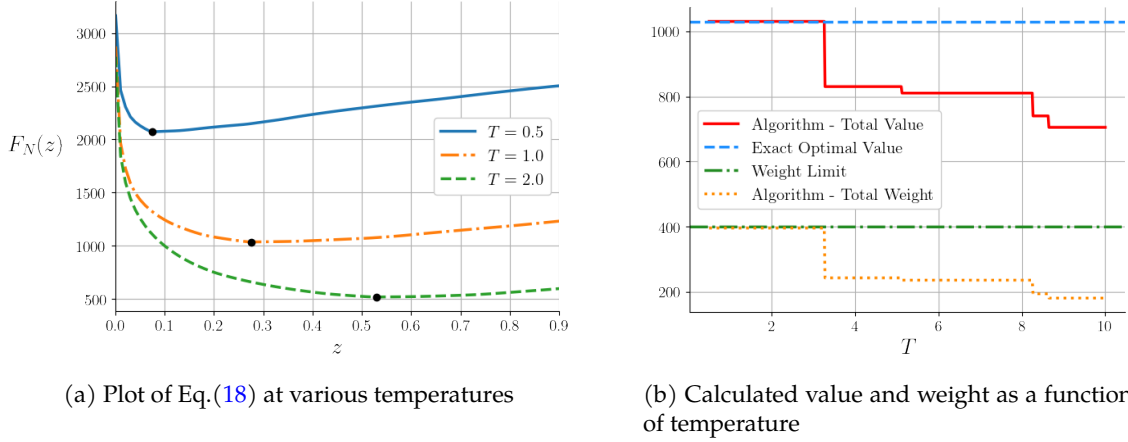 3000
2500
2000
1500
1000
500
F_N(z)
T = 0.5
T = 1.0
T = 2.0
0.0 0.1 0.2 0.3 0.4 0.5 0.6 0.7 0.8 0.9
z
(a) Plot of Eq.(18) at various temperatures
1000
800
600
400
200
Algorithm - Total Value
Exact Optimal Value
Weight Limit
Algorithm - Total Weight
2 4 6 8 10
T
(b) Calculated value and weight as a function
of temperature